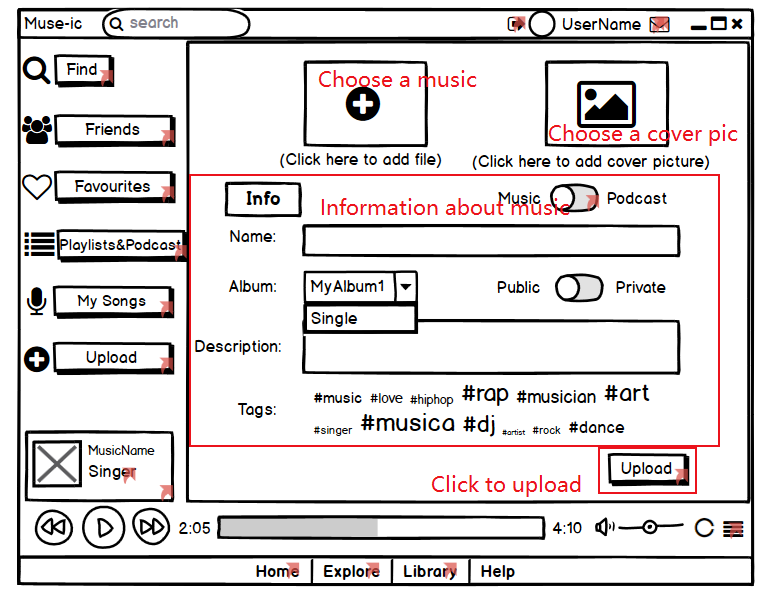 Muse-ic search UserName
Find
Friends
Favourites
Playlists&Podcast
My Songs
Upload
MusicName
Singer
Choose a music
(Click here to add file)
Choose a cover pic
(Click here to add cover picture)
Info
Information about music
Music Podcast
Name:
Album: MyAlbum1 Public Private
Single
Description:
Tags:
#music #love #hiphop #rap #musician #art
#singer #musica #dj #artist #rock #dance
Click to upload
Upload
2:05 4:10
Home Explore Library Help